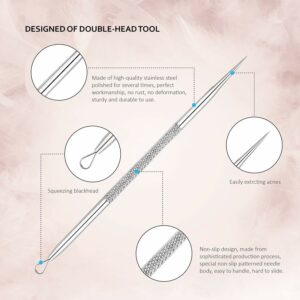 DESIGNED OF DOUBLE-HEAD TOOL
Made of high-quality stainless steel
polished for several times, perfect
workmanship, no rust, no deformation,
sturdy and durable to use.
Easily extrcting acnes
Squeezing blackhead
Non-slip design, made from
sophisticated production process,
special non-slip patterned needle
body, easy to handle, hard to slide.